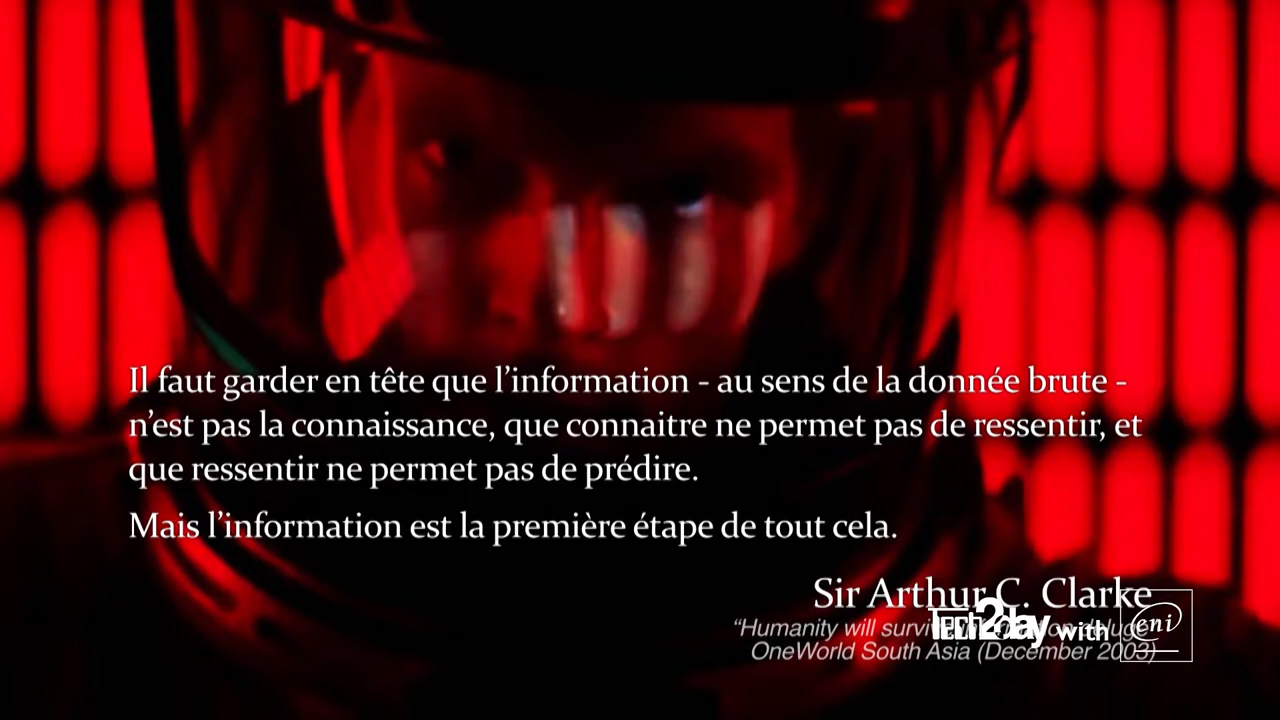 Il faut garder en tête que l’information - au sens de la donnée brute -
n’est pas la connaissance, que connaitre ne permet pas de ressentir, et
que ressentir ne permet pas de prédire.
Mais l’information est la première étape de tout cela.
Sir Arthur C. Clarke
“Humanity will survive
OneWorld South Asia (December 2003)
with eni